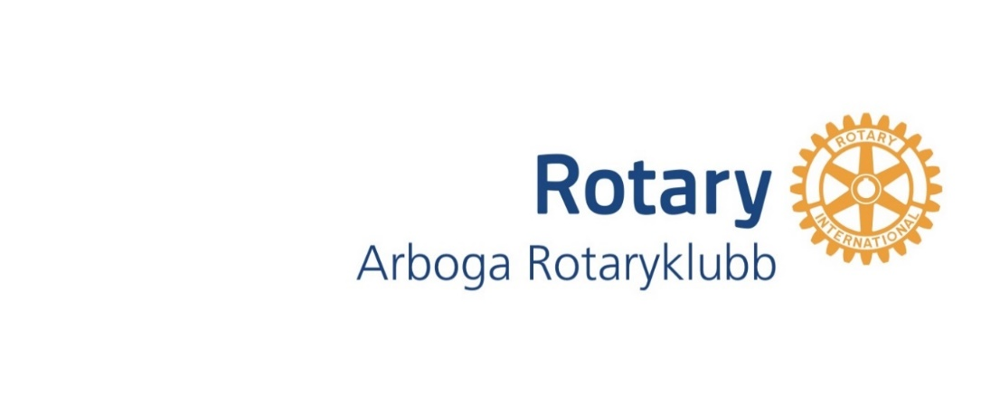 Rotary
Arboga Rotaryklubb
ROTARY
INTERNATIONAL